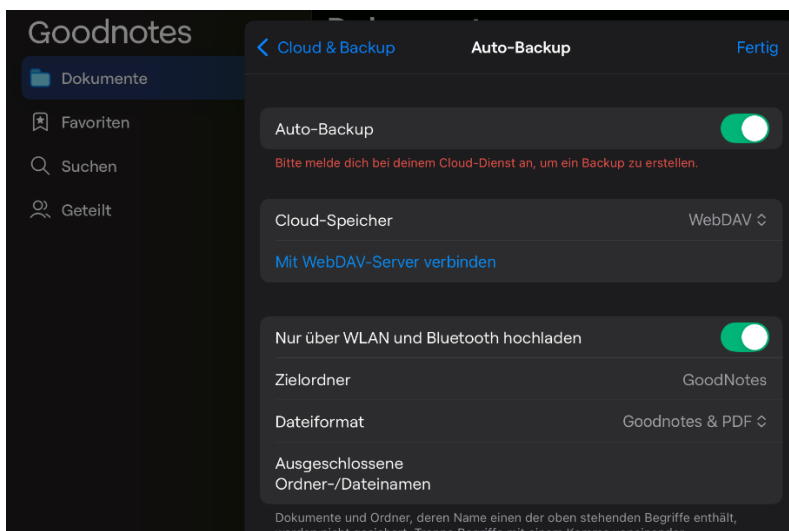 Goodnotes
Cloud & Backup
Auto-Backup
Fertig
Dokumente
Favoriten
Suchen
Geteilt
Auto-Backup
Bitte melde dich bei deinem Cloud-Dienst an, um ein Backup zu erstellen.
Cloud-Speicher
WebDAV
Mit WebDAV-Server verbinden
Nur über WLAN und Bluetooth hochladen
Zielordner
GoodNotes
Dateiformat
Goodnotes & PDF
Ausgeschlossene
Ordner-/Dateinamen
Dokumente und Ordner, deren Name einen der oben stehenden Begriffe enthält,